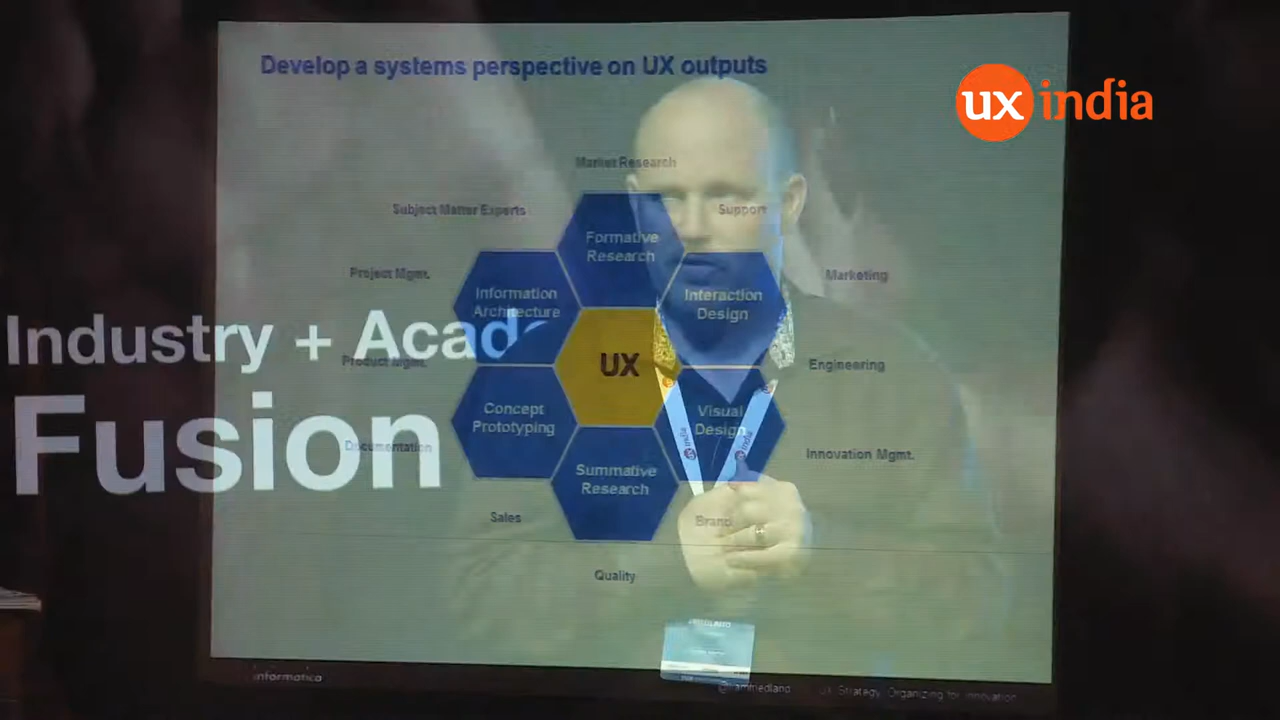 Develop a systems perspective on UX outputs
ux india
Market Research
Subject Matter Experts
Support
Formative
Research
Project Mgmt.
Marketing
Information
Architecture
Interaction
Design
Industry + Acad
Product Mgmt.
UX
Engineering
Fusion
Concept
Prototyping
Visual
Design
Documentation
india
india
Innovation Mgmt.
Summative
Research
Sales
Brand
Quality
informatica
UX Strategy: Organizing for Innovation